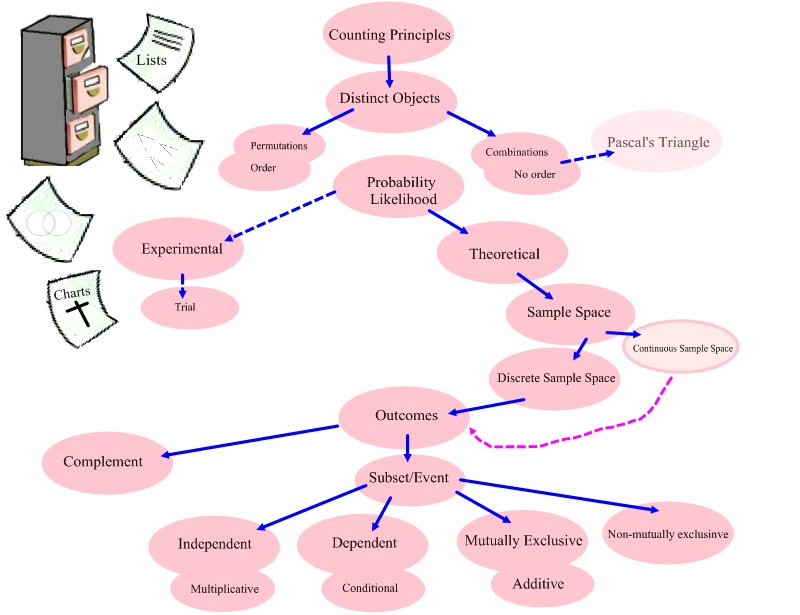 Counting Principles
Lists
Distinct Objects
Permutations
Order
Combinations
No order
Pascal's Triangle
Probability
Likelihood
Experimental
Theoretical
Charts
Trial
Sample Space
Continuous Sample Space
Discrete Sample Space
Outcomes
Complement
Subset/Event
Independent
Dependent
Mutually Exclusive
Non-mutually exclusinve
Multiplicative
Conditional
Additive